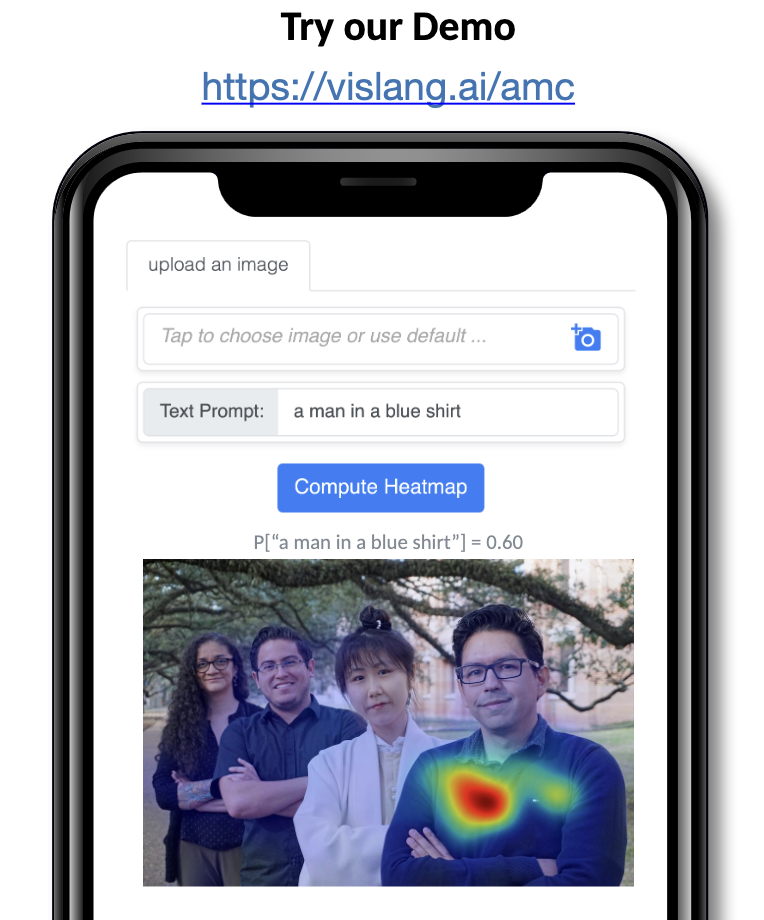 Try our Demo
https://vislang.ai/amc
upload an image
Tap to choose image or use default ...
Text Prompt: a man in a blue shirt
Compute Heatmap
P[“a man in a blue shirt”] = 0.60